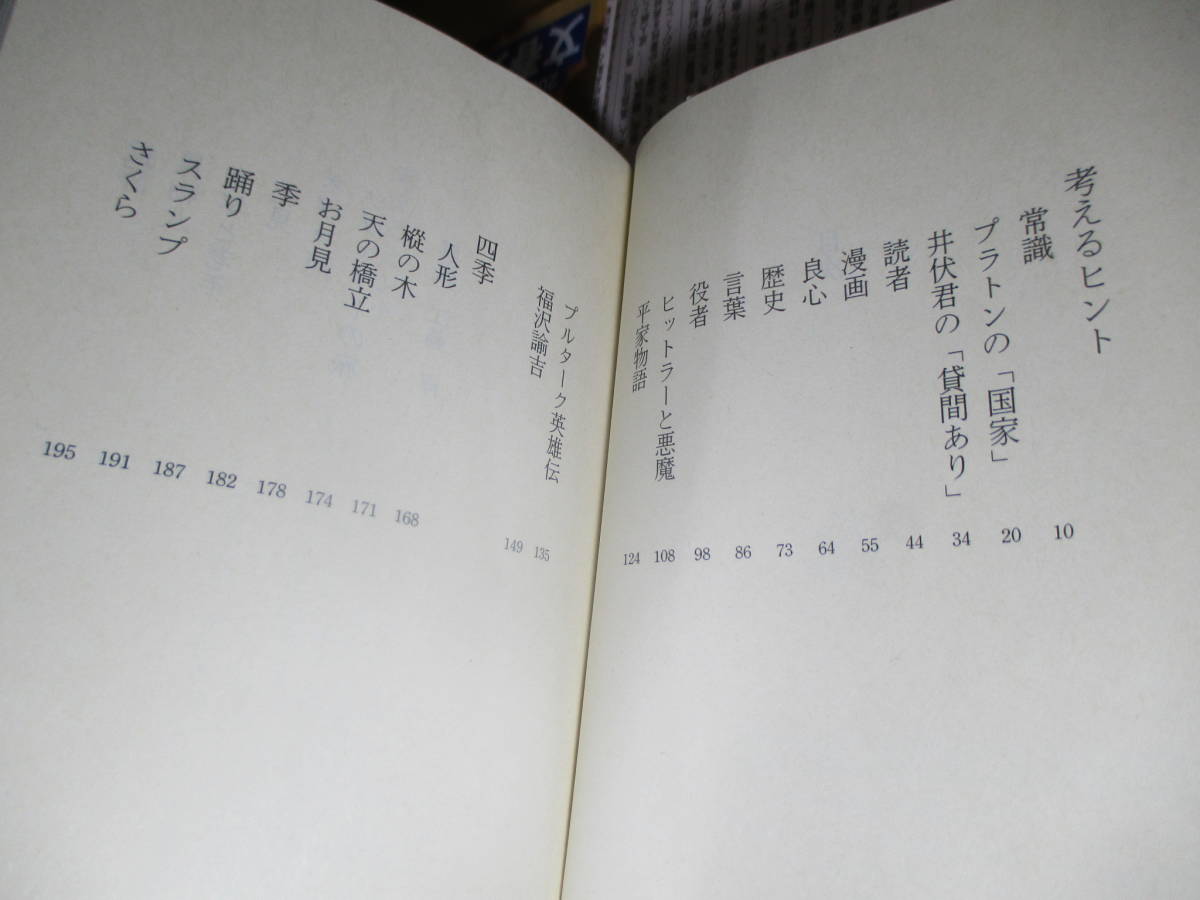 考えるヒント
常識 10
プラトンの「国家」 20
井伏君の「貸間あり」 34
読者 44
漫画 55
良心 64
歴史 73
言葉 86
役者 98
ヒットラーと悪魔 108
平家物語 124
プルターク英雄伝 135
福沢諭吉 149
四季
人形 168
樅の木 171
天の橋立 174
お月見 178
季 182
踊り 187
スランプ 191
さくら 195